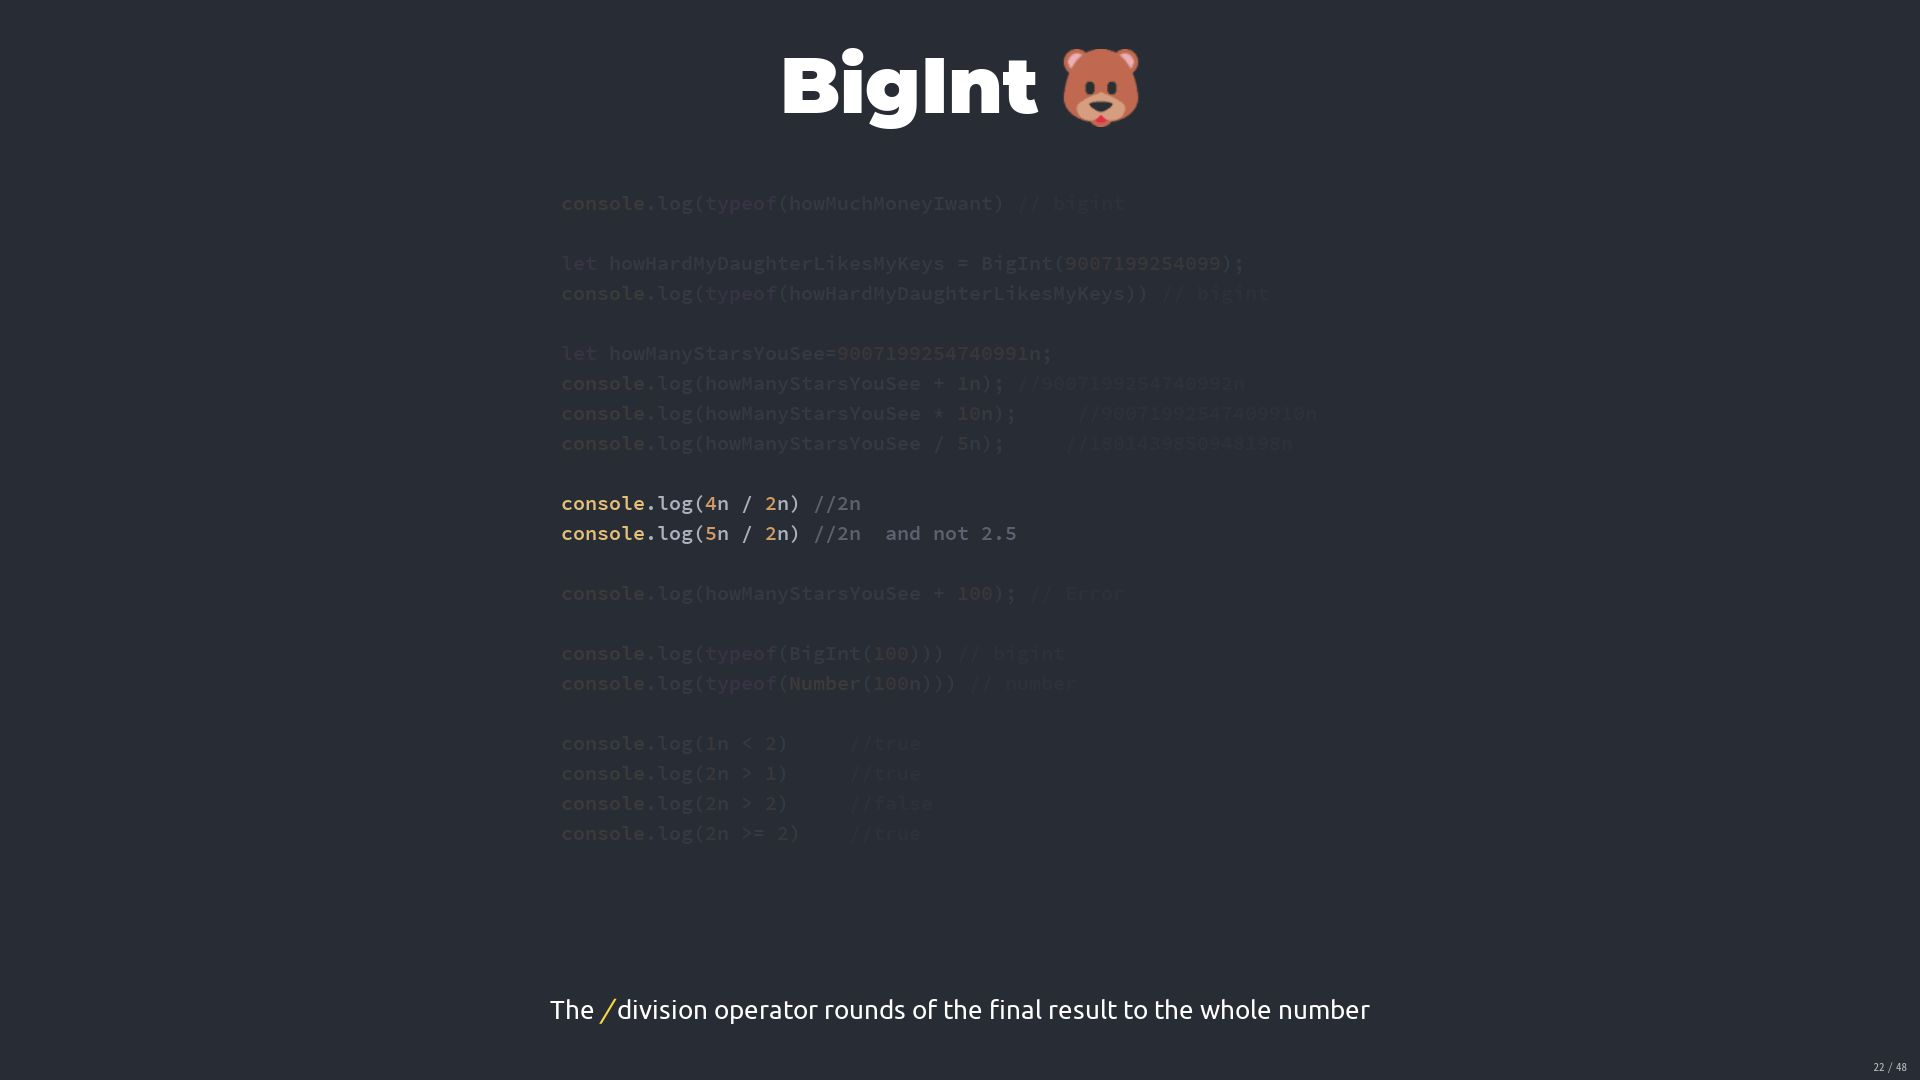 BigInt 🐻
console.log(typeof(howMuchMoneyIwant) // bigint
let howHardMyDaughterLikesMyKeys = BigInt(9007199254099);
console.log(typeof(howHardMyDaughterLikesMyKeys)) // bigint
let howManyStarsYouSee=9007199254740991n;
console.log(howManyStarsYouSee + 1n); //9007199254740992n
console.log(howManyStarsYouSee * 10n);     //90071992547409910n
console.log(howManyStarsYouSee / 5n);     //1801439850948198n
console.log(4n / 2n) //2n
console.log(5n / 2n) //2n  and not 2.5
console.log(howManyStarsYouSee + 100); // Error
console.log(typeof(BigInt(100))) // bigint
console.log(typeof(Number(100n))) // number
console.log(1n < 2)     //true
console.log(2n > 1)     //true
console.log(2n > 2)     //false
console.log(2n >= 2)    //true
The / division operator rounds of the final result to the whole number
22 / 48